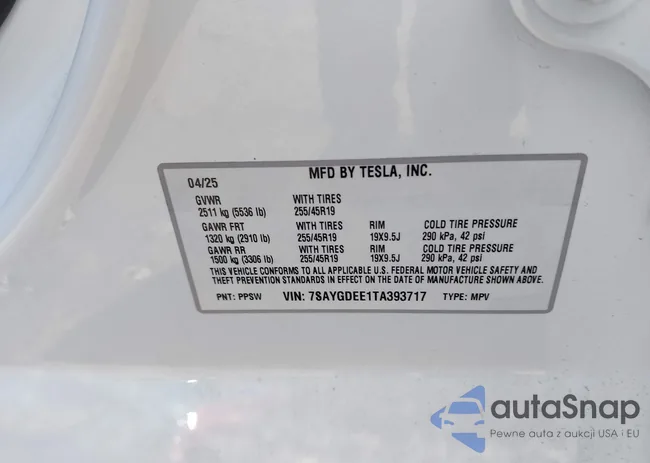 MFD BY TESLA, INC.
04/25
GVWR WITH TIRES
2511 kg (5536 lb) 255/45R19
GAWR FRT WITH TIRES RIM COLD TIRE PRESSURE
1320 kg (2910 lb) 255/45R19 19X9.5J 290 kPa, 42 psi
GAWR RR WITH TIRES RIM COLD TIRE PRESSURE
1500 kg (3306 lb) 255/45R19 19X9.5J 290 kPa, 42 psi
THIS VEHICLE CONFORMS TO ALL APPLICABLE U.S. FEDERAL MOTOR VEHICLE SAFETY AND
THEFT PREVENTION STANDARDS IN EFFECT ON THE DATE OF MANUFACTURE SHOWN ABOVE.
PNT: PPSW VIN: 7SAYGDEE1TA393717 TYPE: MPV
autaSnap
Pewne auta z aukcji USA i EU